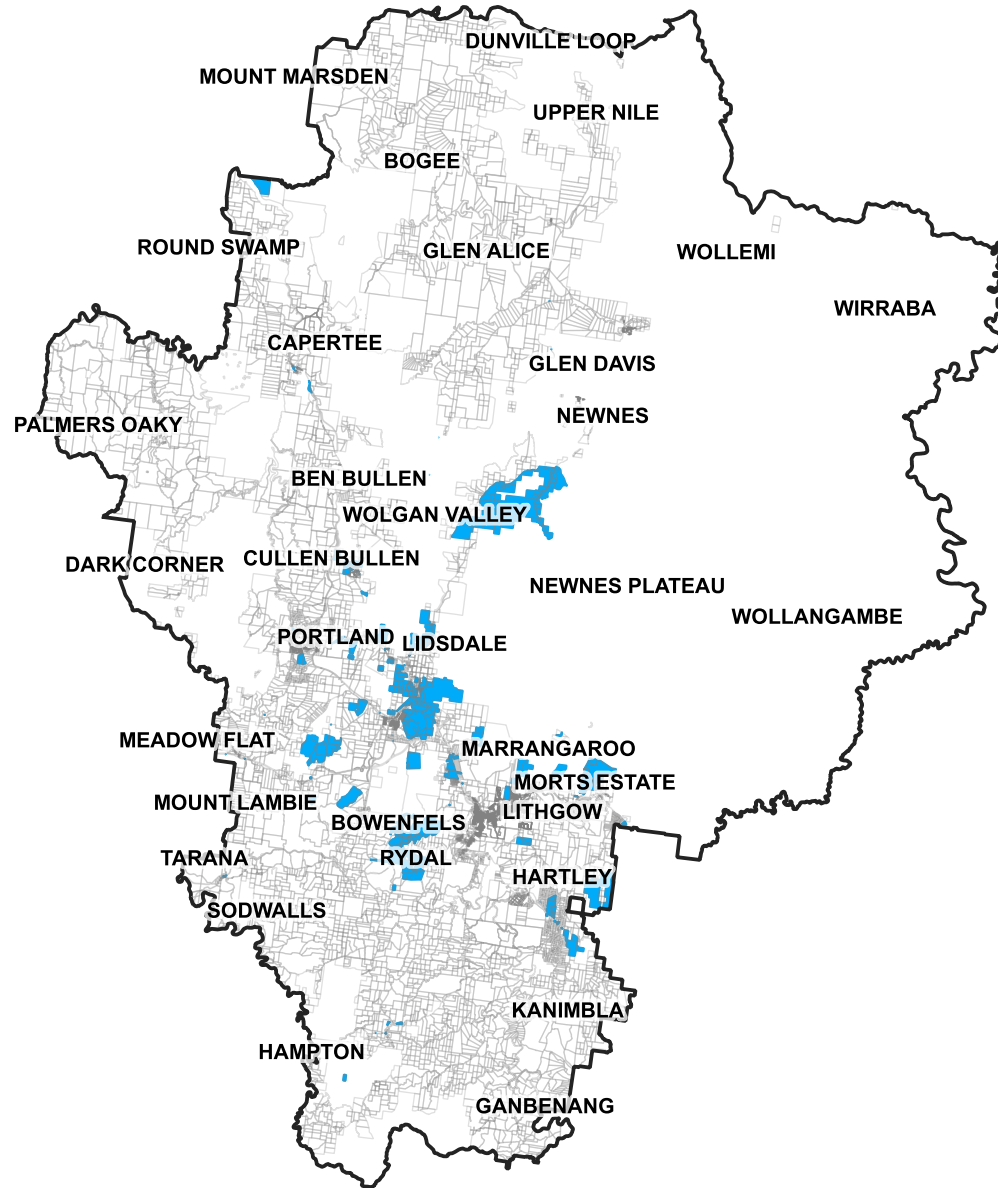 DUNVILLE LOOP
MOUNT MARSDEN
UPPER NILE
BOGEE
ROUND SWAMP
GLEN ALICE
WOLLEMI
WIRRABA
CAPERTEE
GLEN DAVIS
NEWNES
PALMERS OAKY
BEN BULLEN
WOLGAN VALLEY
CULLEN BULLEN
DARK CORNER
NEWNES PLATEAU
WOLLANGAMBE
PORTLAND
LIDSDALE
MEADOW FLAT
MARRANGAROO
MORTS ESTATE
MOUNT LAMBIE
LITHGOW
BOWENFELS
TARANA
RYDAL
HARTLEY
SODWALLS
KANIMBLA
HAMPTON
GANBENANG